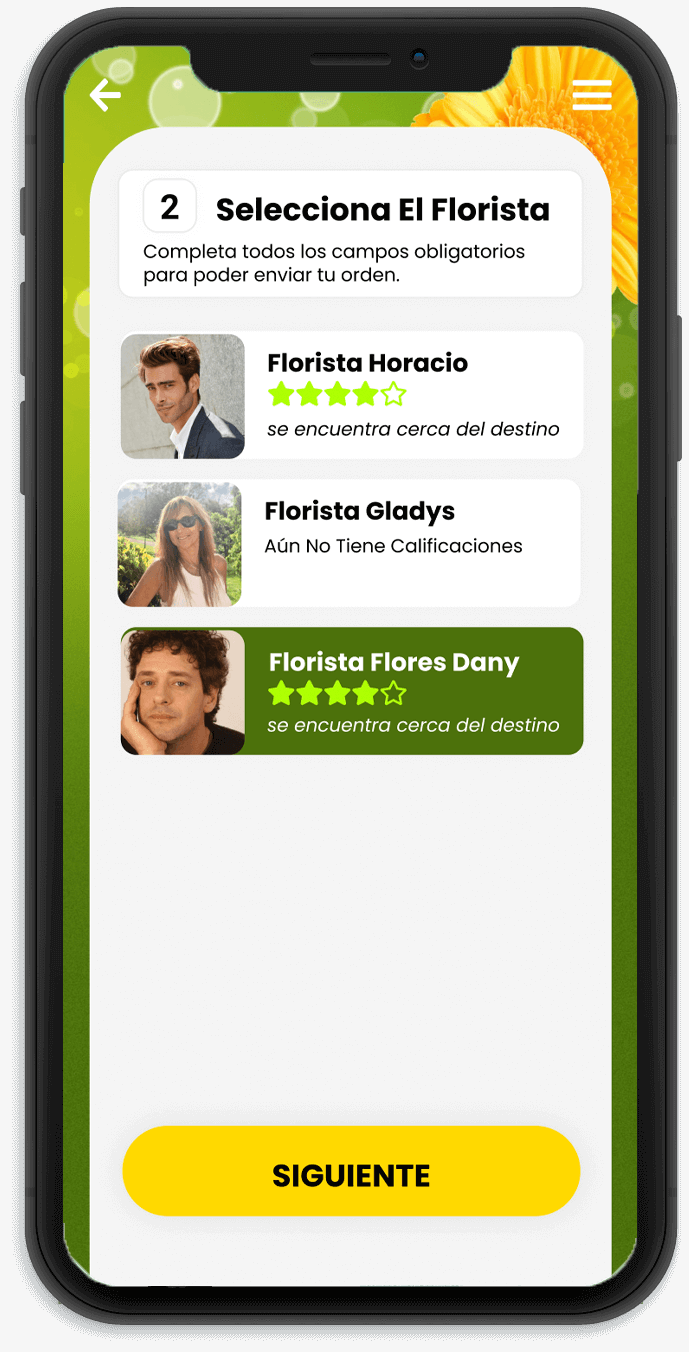 2
Selecciona El Florista
Completa todos los campos obligatorios
para poder enviar tu orden.
Florista Horacio
se encuentra cerca del destino
Florista Gladys
Aún No Tiene Calificaciones
Florista Flores Dany
se encuentra cerca del destino
SIGUIENTE